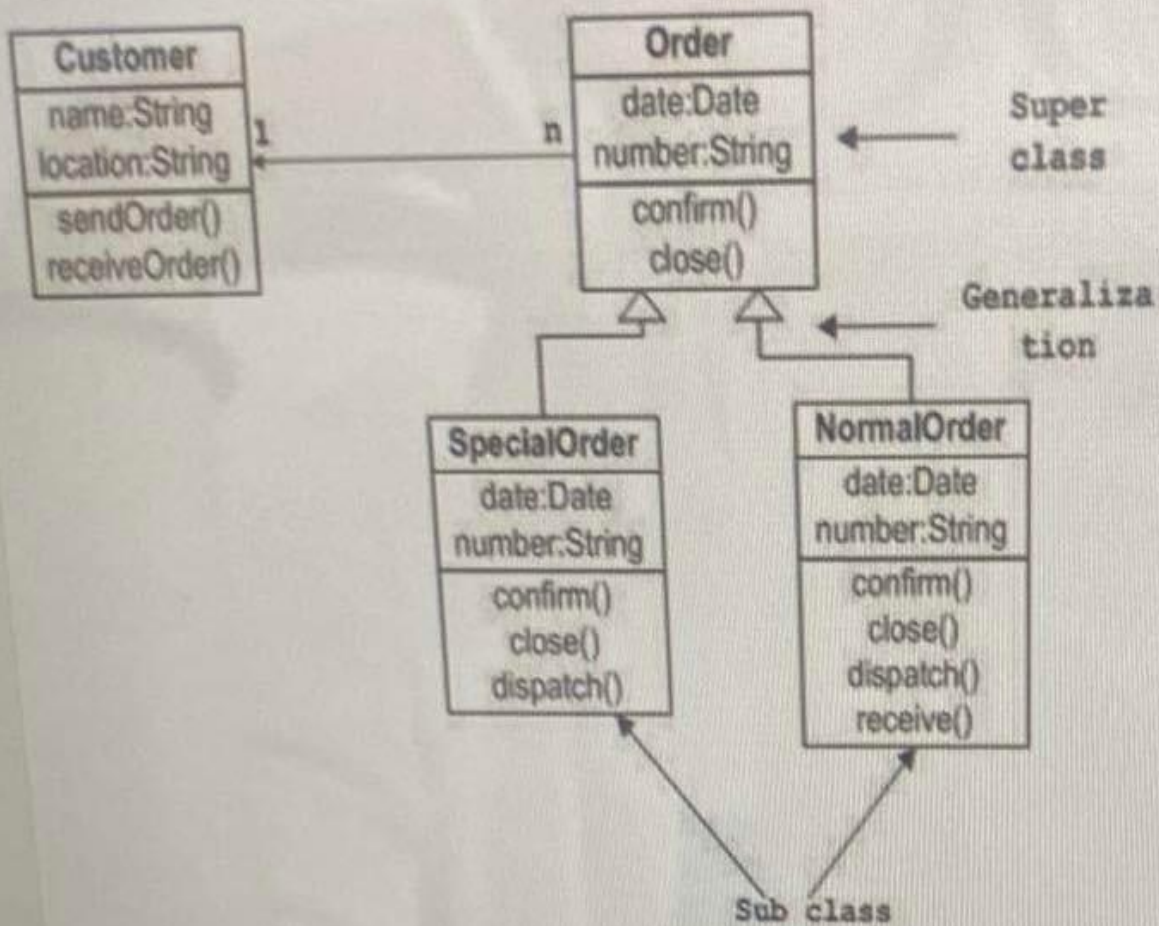 Customer
name:String
location:String
sendOrder()
receiveOrder()
1
n
Order
date:Date
number:String
confirm()
close()
Super
class
Generaliza
tion
SpecialOrder
date:Date
number:String
confirm()
close()
dispatch()
NormalOrder
date:Date
number:String
confirm()
close()
dispatch()
receive()
Sub class